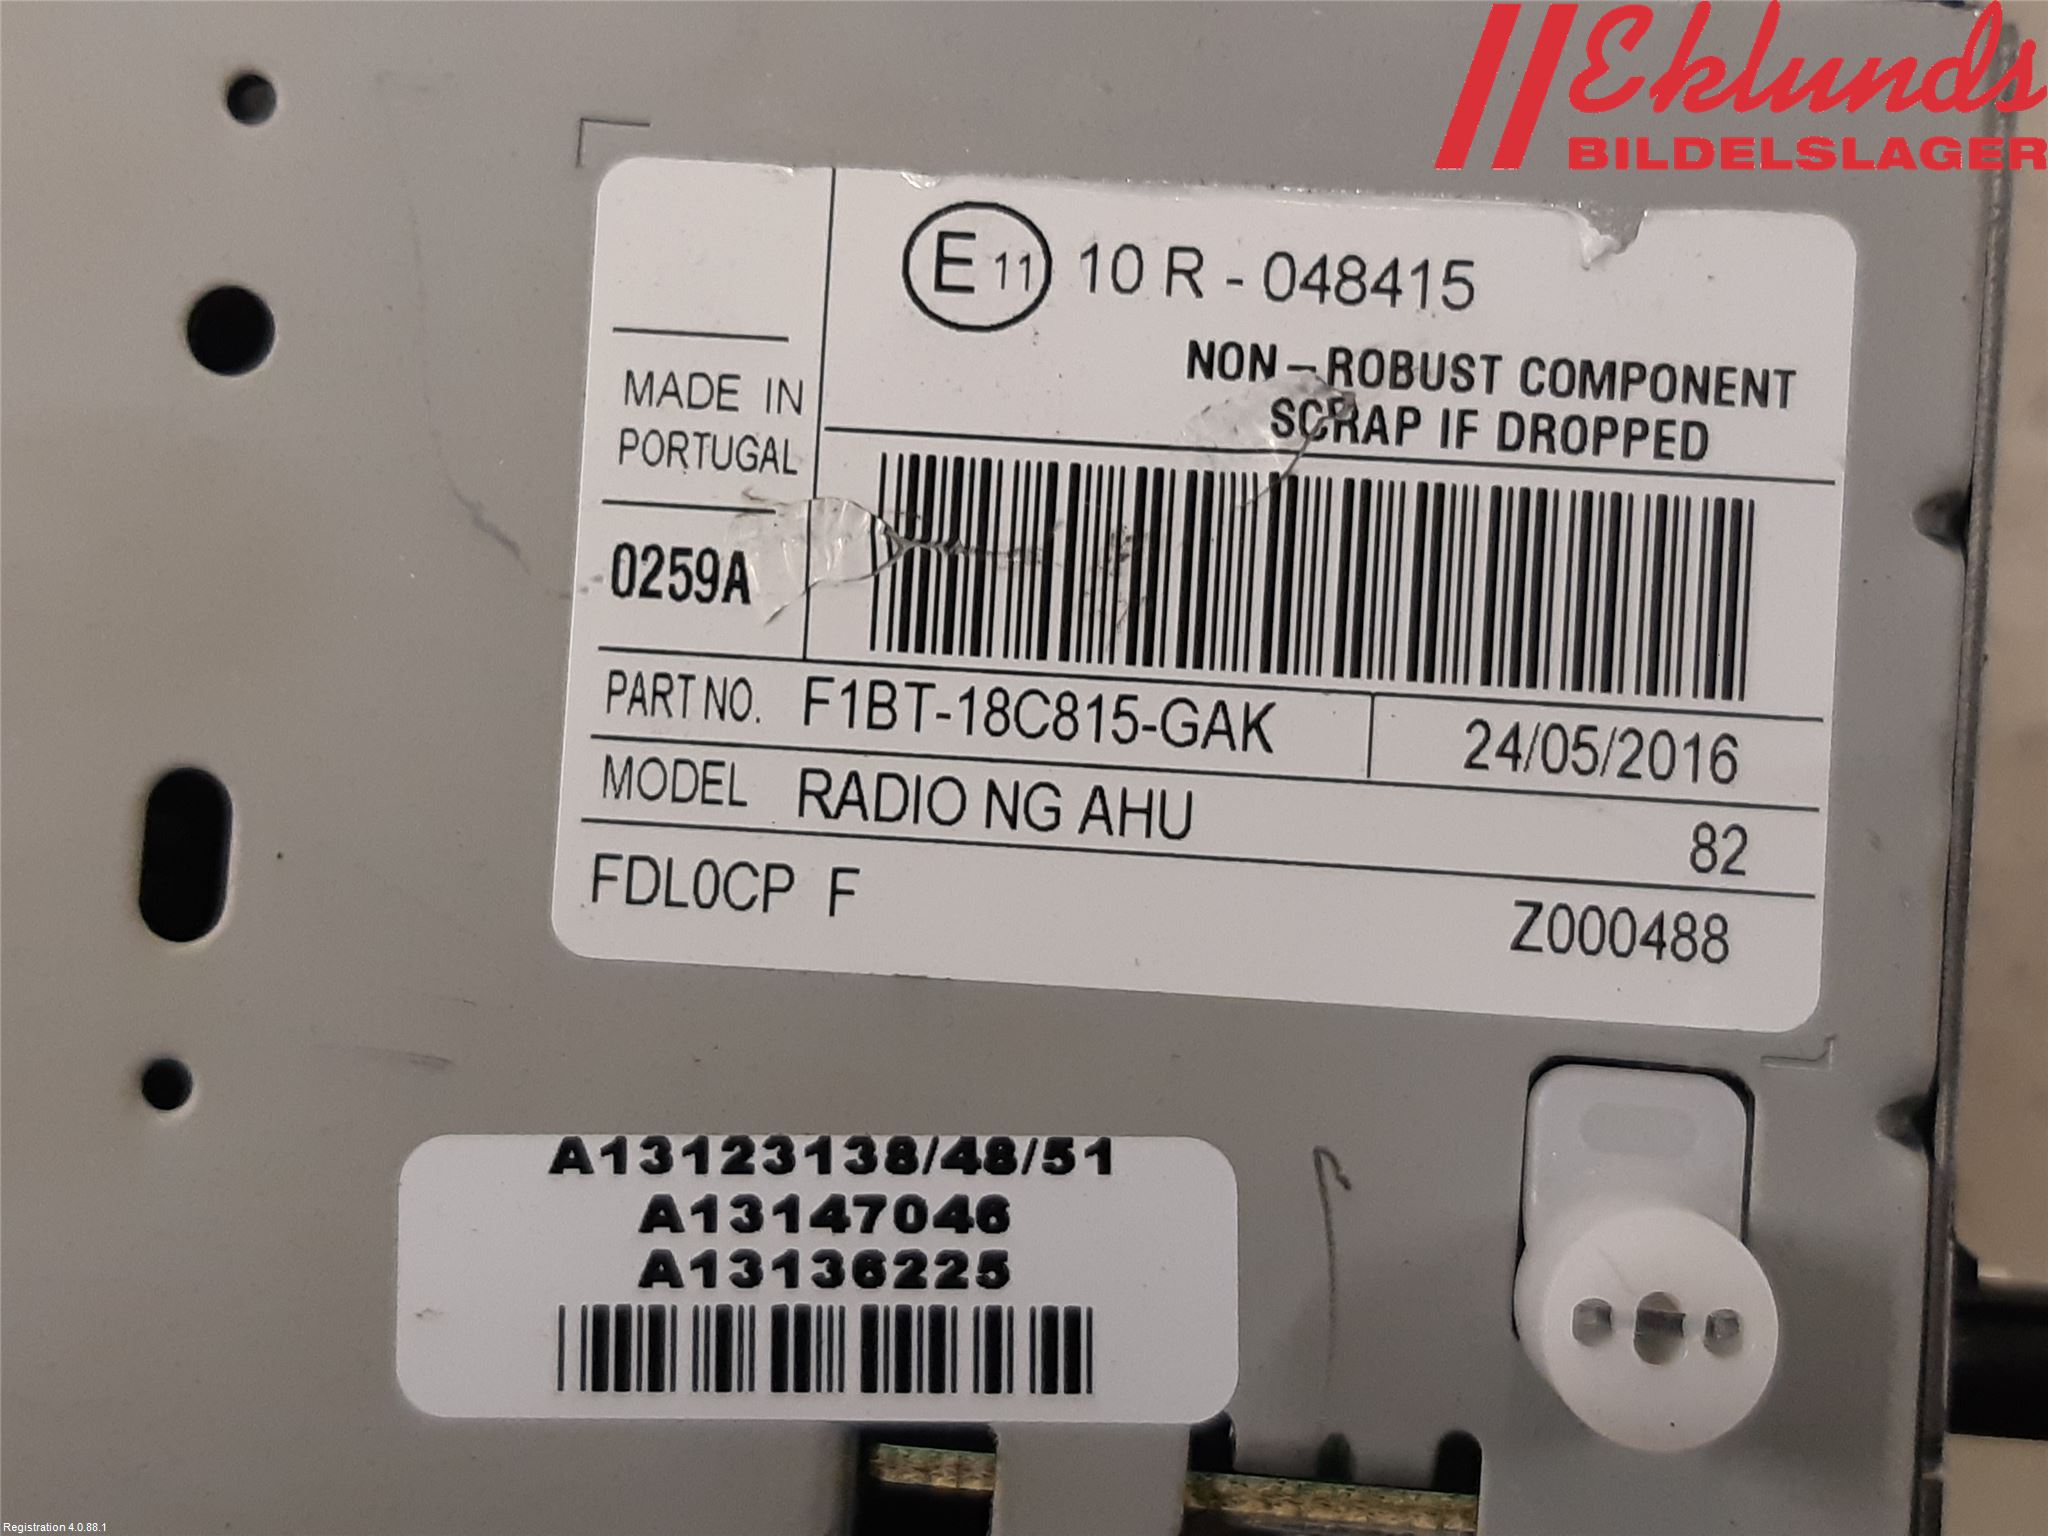 Eklunds
BILDELSLAGER
E 11 10 R - 048415
NON-ROBUST COMPONENT
SCRAP IF DROPPED
MADE IN
PORTUGAL
0259A
PART NO. F1BT-18C815-GAK 24/05/2016
MODEL RADIO NG AHU 82
FDL0CP F Z000488
A13123138/48/51
A13147046
A13136225
Registration 4.0.88.1